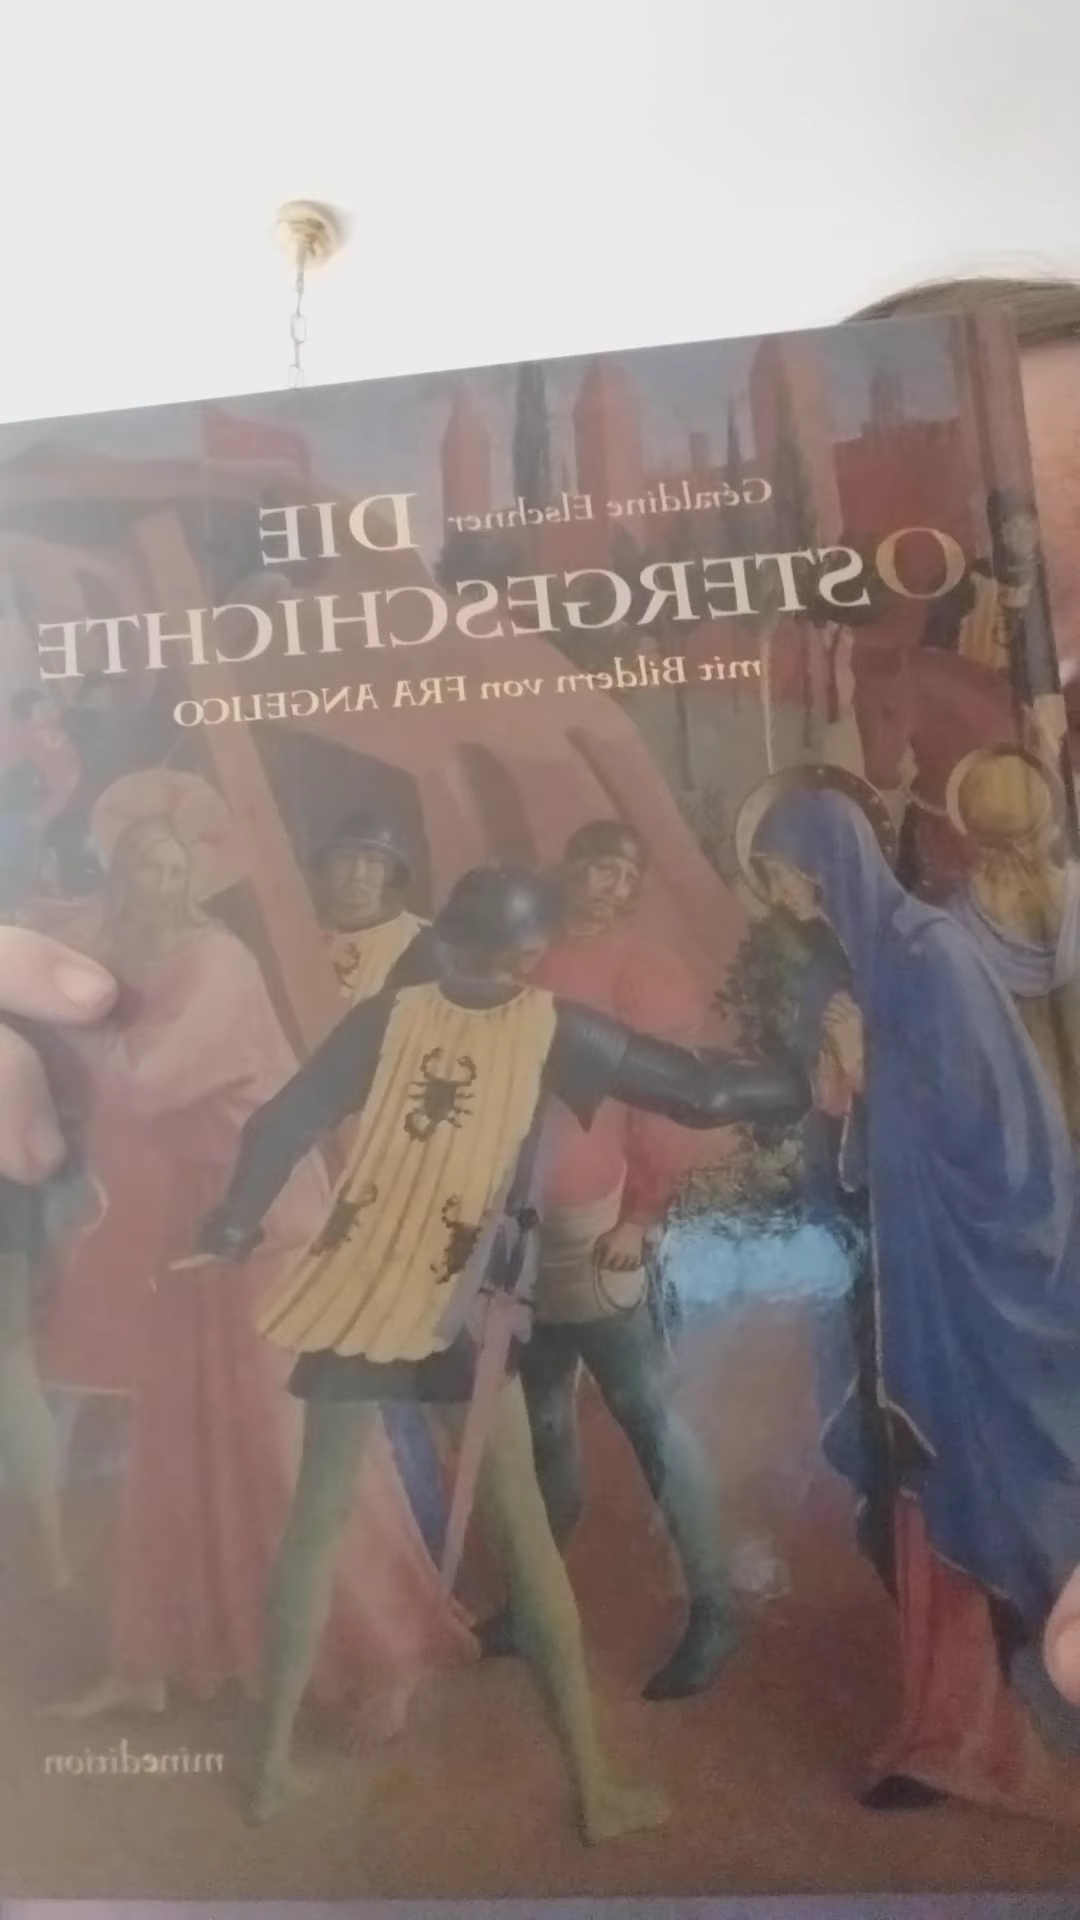 Géraldine Elschner DIE
OSTERGESCHICHTE
mit Bildern von FRA ANGELICO
minedition